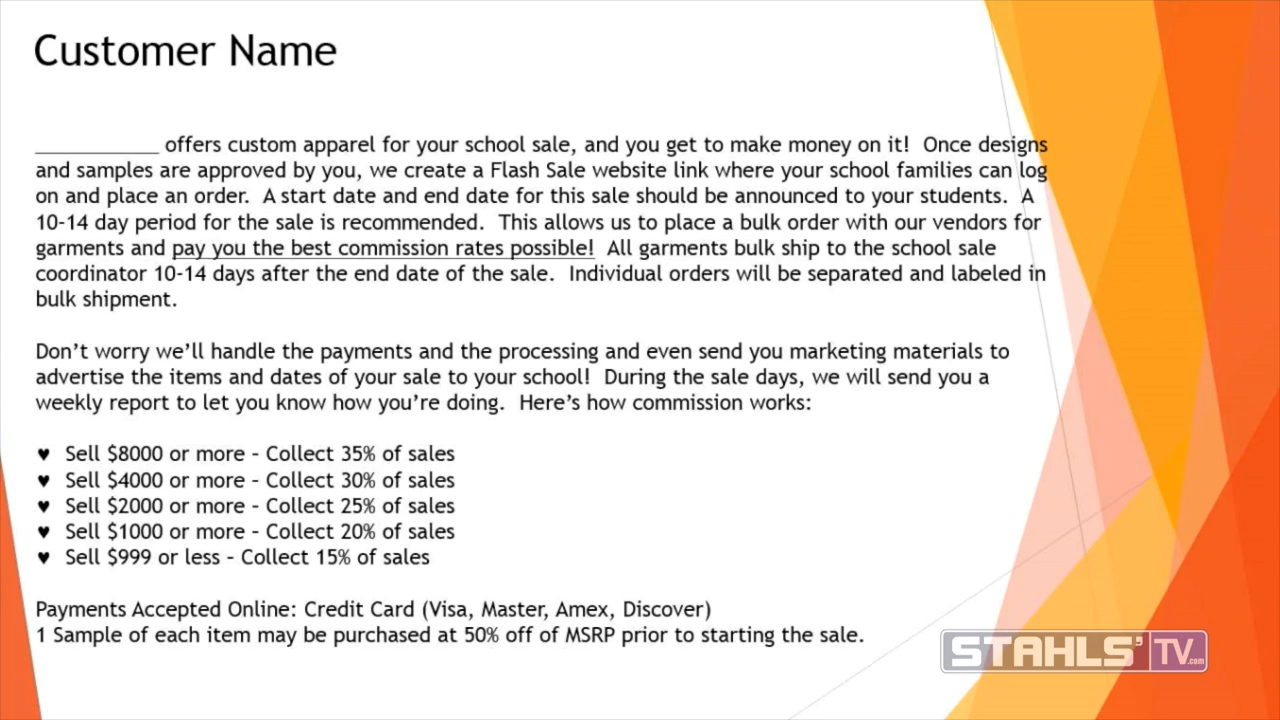 Customer Name
___________ offers custom apparel for your school sale, and you get to make money on it!  Once designs
and samples are approved by you, we create a Flash Sale website link where your school families can log
on and place an order.  A start date and end date for this sale should be announced to your students.  A
10-14 day period for the sale is recommended.  This allows us to place a bulk order with our vendors for
garments and pay you the best commission rates possible!  All garments bulk ship to the school sale
coordinator 10-14 days after the end date of the sale.  Individual orders will be separated and labeled in
bulk shipment.
Don’t worry we’ll handle the payments and the processing and even send you marketing materials to
advertise the items and dates of your sale to your school!  During the sale days, we will send you a
weekly report to let you know how you’re doing.  Here’s how commission works:
♥ Sell $8000 or more – Collect 35% of sales
♥ Sell $4000 or more – Collect 30% of sales
♥ Sell $2000 or more – Collect 25% of sales
♥ Sell $1000 or more – Collect 20% of sales
♥ Sell $999 or less – Collect 15% of sales
Payments Accepted Online: Credit Card (Visa, Master, Amex, Discover)
1 Sample of each item may be purchased at 50% off of MSRP prior to starting the sale.
STAHLS’ TV.com